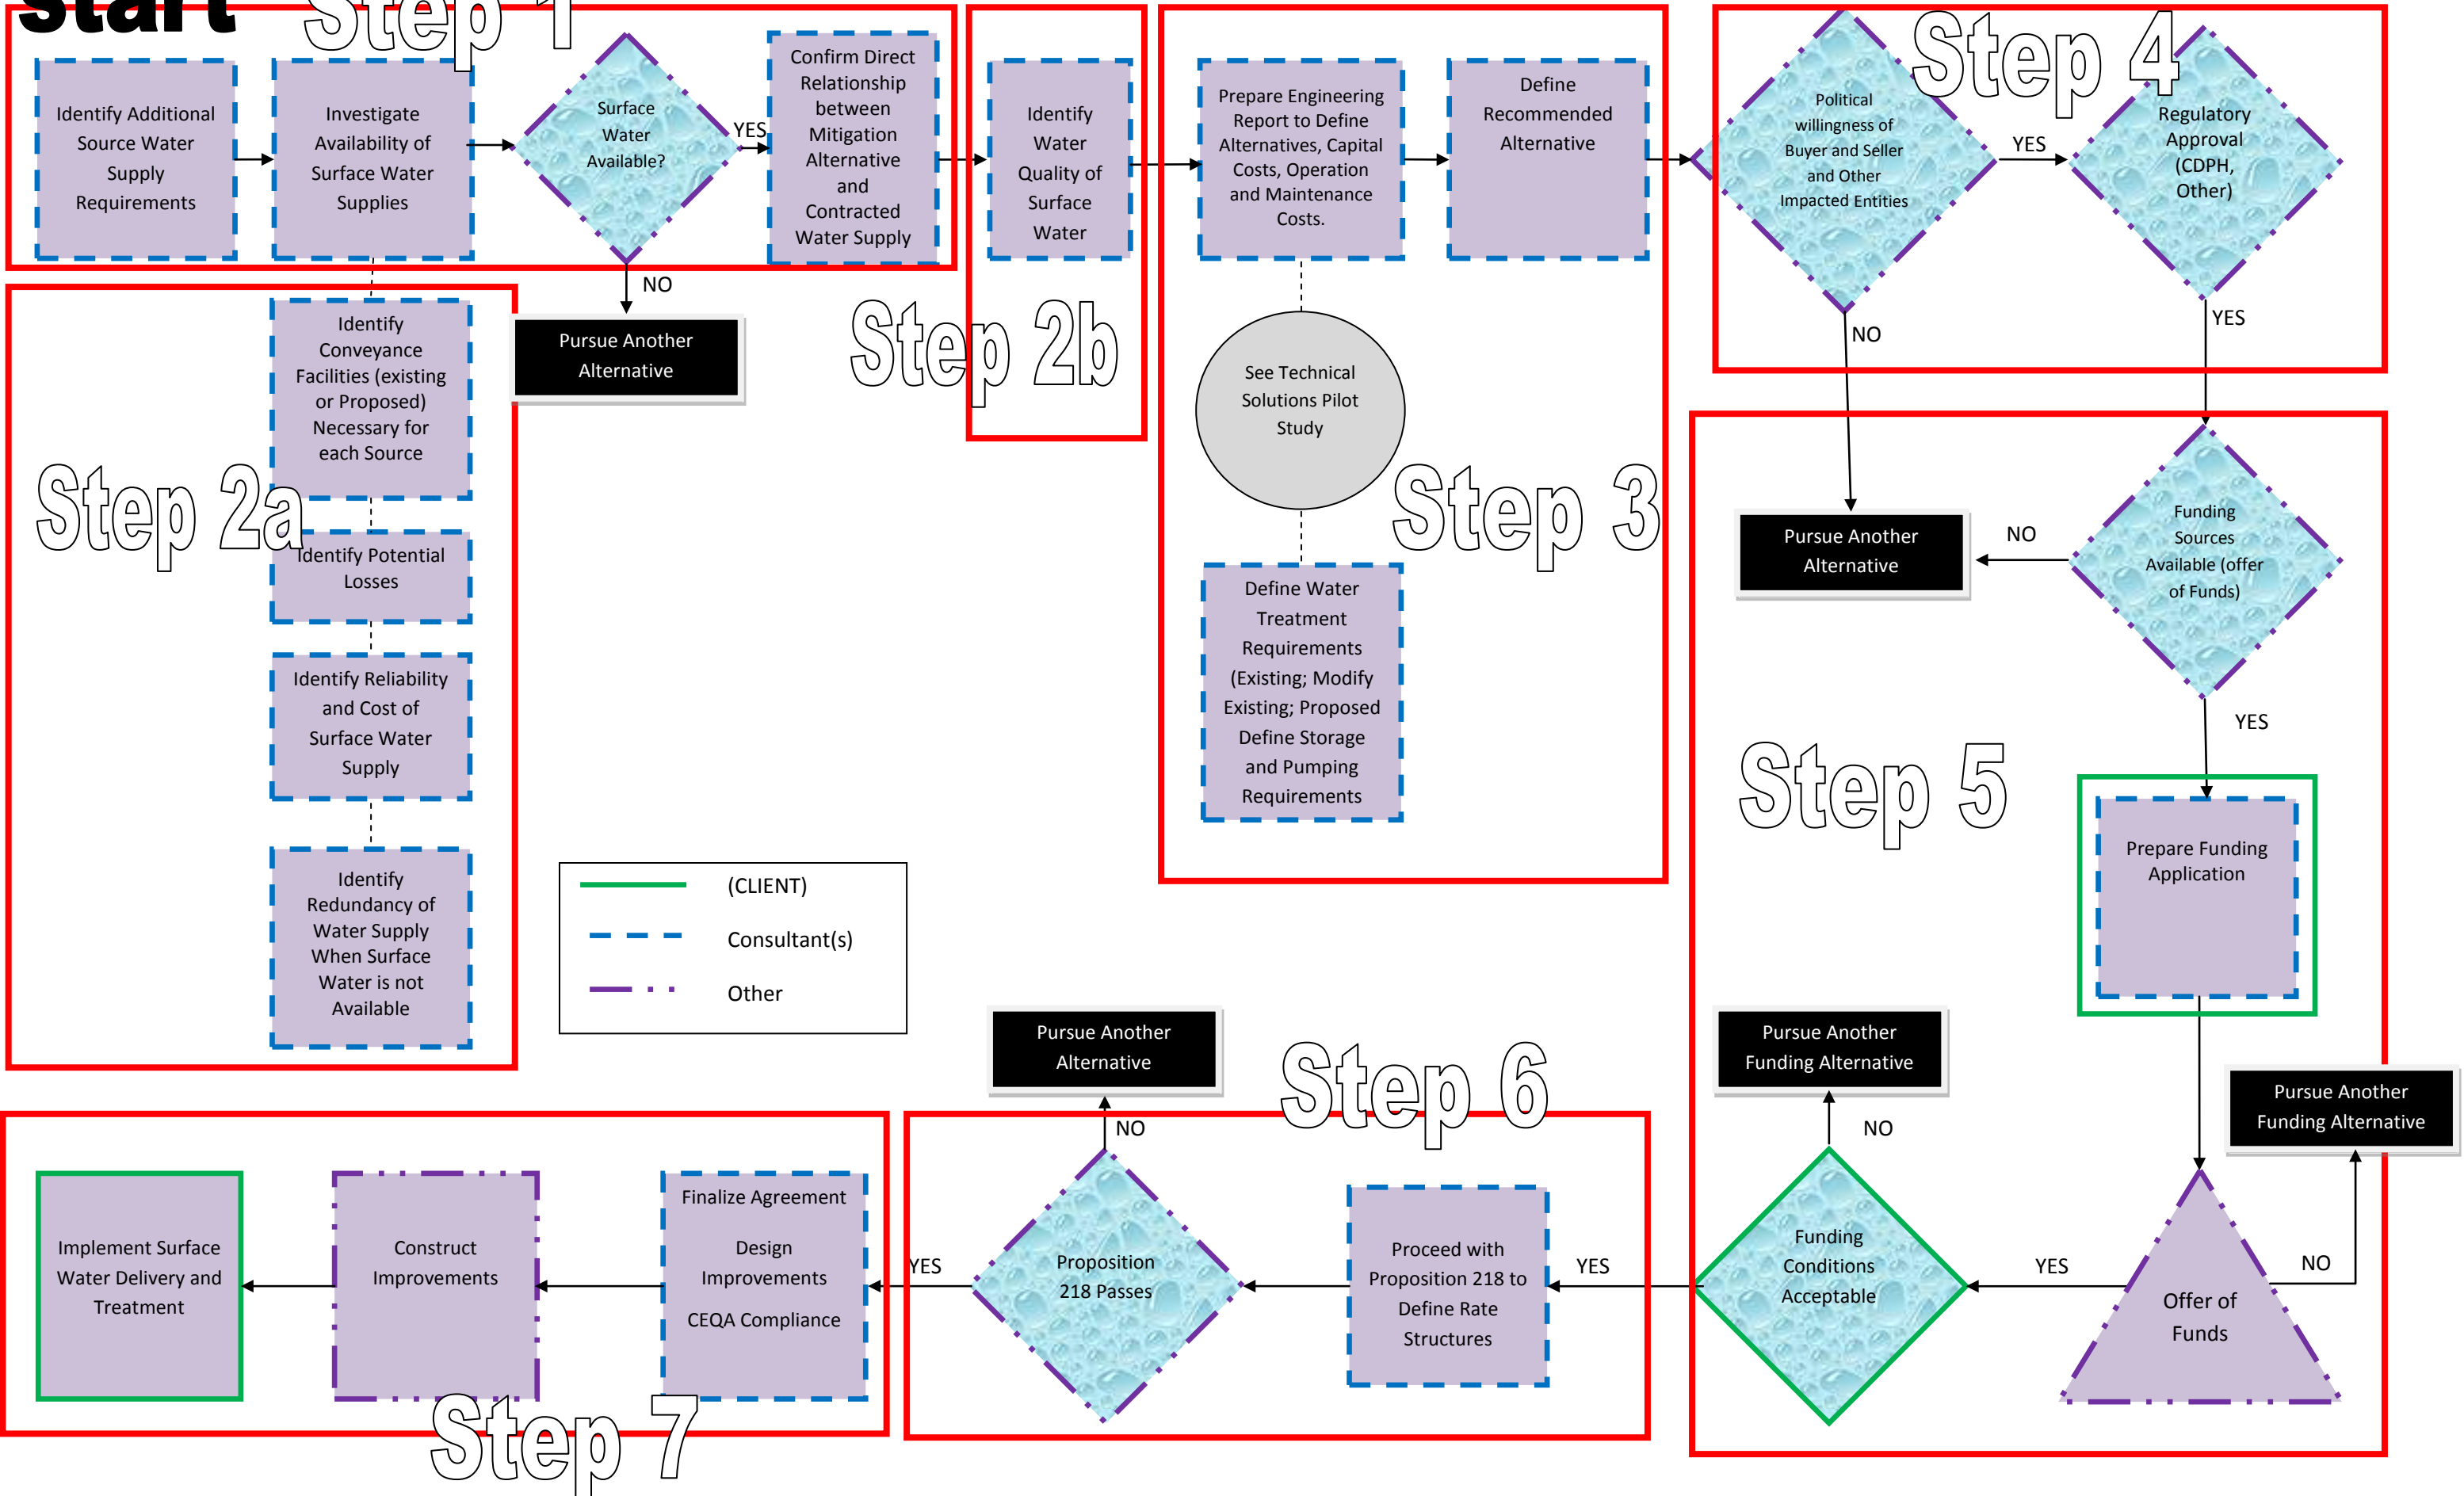 Start
Step 1
Identify Additional
Source Water
Supply
Requirements
Investigate
Availability of
Surface Water
Supplies
Surface
Water
Available?
YES
NO
Confirm Direct
Relationship
between
Mitigation
Alternative
and
Contracted
Water Supply
Pursue Another
Alternative
Step 2a
Identify
Conveyance
Facilities (existing
or Proposed)
Necessary for
each Source
Identify Potential
Losses
Identify Reliability
and Cost of
Surface Water
Supply
Identify
Redundancy of
Water Supply
When Surface
Water is not
Available
Step 2b
Identify
Water
Quality of
Surface
Water
Step 3
Prepare Engineering
Report to Define
Alternatives, Capital
Costs, Operation
and Maintenance
Costs.
Define
Recommended
Alternative
See Technical
Solutions Pilot
Study
Define Water
Treatment
Requirements
(Existing; Modify
Existing; Proposed
Define Storage
and Pumping
Requirements
Step 4
Political
willingness of
Buyer and Seller
and Other
Impacted Entities
YES
NO
Regulatory
Approval
(CDPH,
Other)
YES
Step 5
Funding
Sources
Available (offer
of Funds)
NO
Pursue Another
Alternative
YES
Prepare Funding
Application
Offer of
Funds
NO
Pursue Another
Funding Alternative
YES
Funding
Conditions
Acceptable
NO
Pursue Another
Funding Alternative
YES
Step 6
Proceed with
Proposition 218 to
Define Rate
Structures
Proposition
218 Passes
NO
Pursue Another
Alternative
YES
Step 7
Finalize Agreement
Design
Improvements
CEQA Compliance
Construct
Improvements
Implement Surface
Water Delivery and
Treatment
(CLIENT)
Consultant(s)
Other